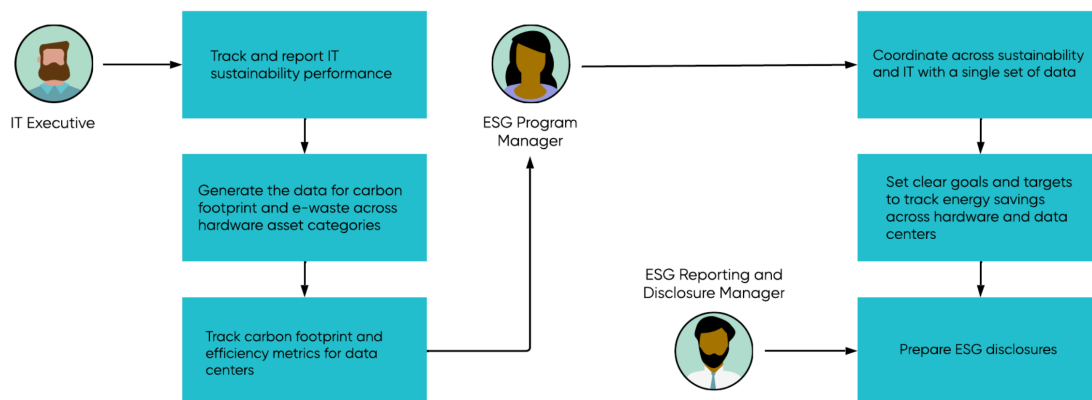 IT Executive
Track and report IT
sustainability performance
Generate the data for carbon
footprint and e-waste across
hardware asset categories
Track carbon footprint and
efficiency metrics for data
centers
ESG Program
Manager
Coordinate across sustainability
and IT with a single set of data
Set clear goals and targets
to track energy savings
across hardware and data
centers
ESG Reporting and
Disclosure Manager
Prepare ESG disclosures